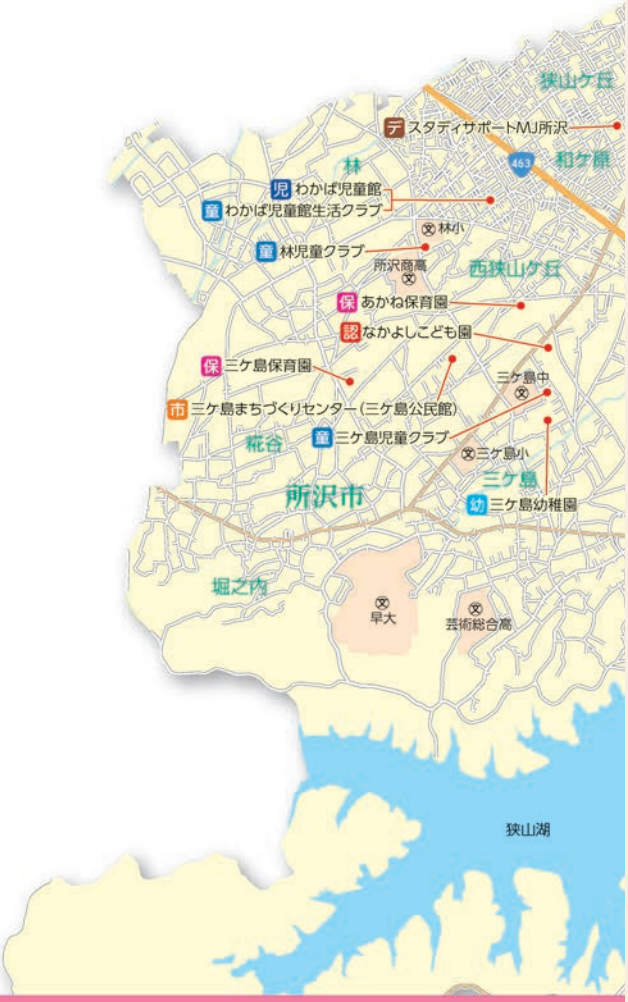 狭山ケ丘
デ スタディサポートMJ所沢
463
和ケ原
林
児 わかば児童館
童 わかば児童館生活クラブ
文 林小
童 林児童クラブ
所沢商高
文
西狭山ケ丘
保 あかね保育園
認 なかよしこども園
保 三ケ島保育園
三ケ島中
文
市 三ケ島まちづくりセンター(三ケ島公民館)
童 三ケ島児童クラブ
糀谷
文 三ケ島小
三ケ島
所沢市
幼 三ケ島幼稚園
堀之内
文
早大
文
芸術総合高
狭山湖